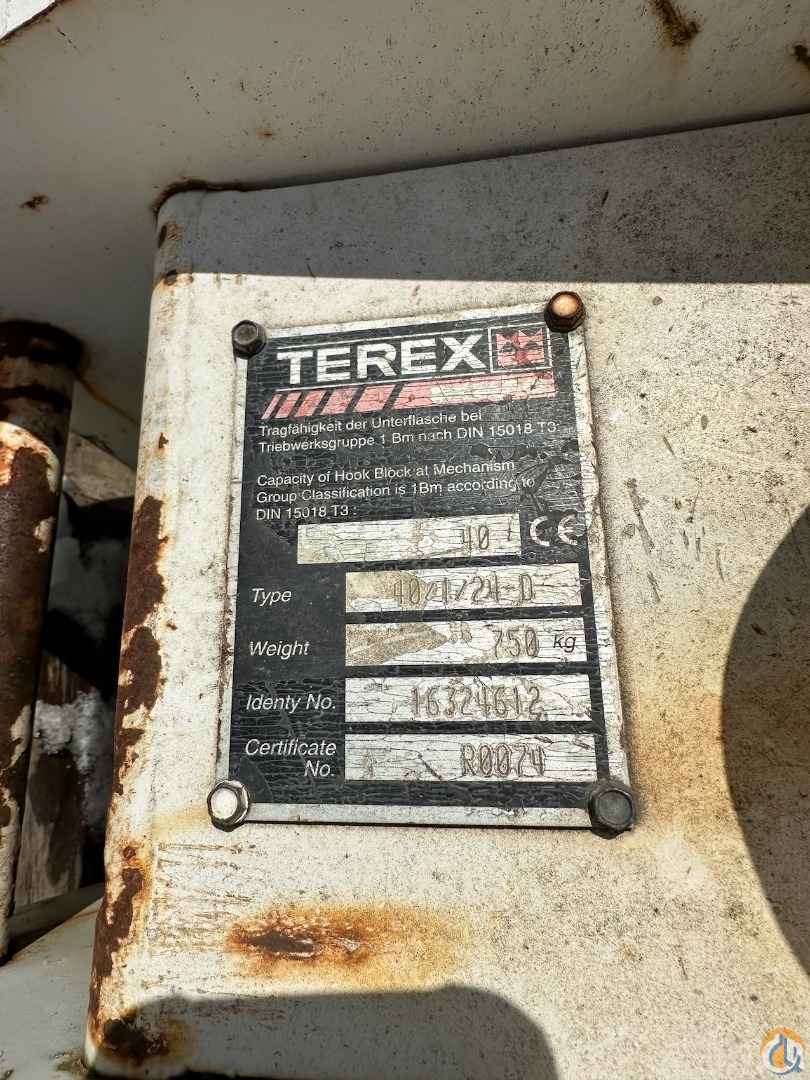 TEREX
Tragfähigkeit der Unterflasche bei
Triebwerksgruppe 1 Bm nach DIN 15018 T3:
Capacity of Hook Block at Mechanism
Group Classification is 1Bm according to
DIN 15018 T3 :
40 t CE
Type 40/1/21-D
Weight 750 kg
Identy No. 16324612
Certificate
No. R0074